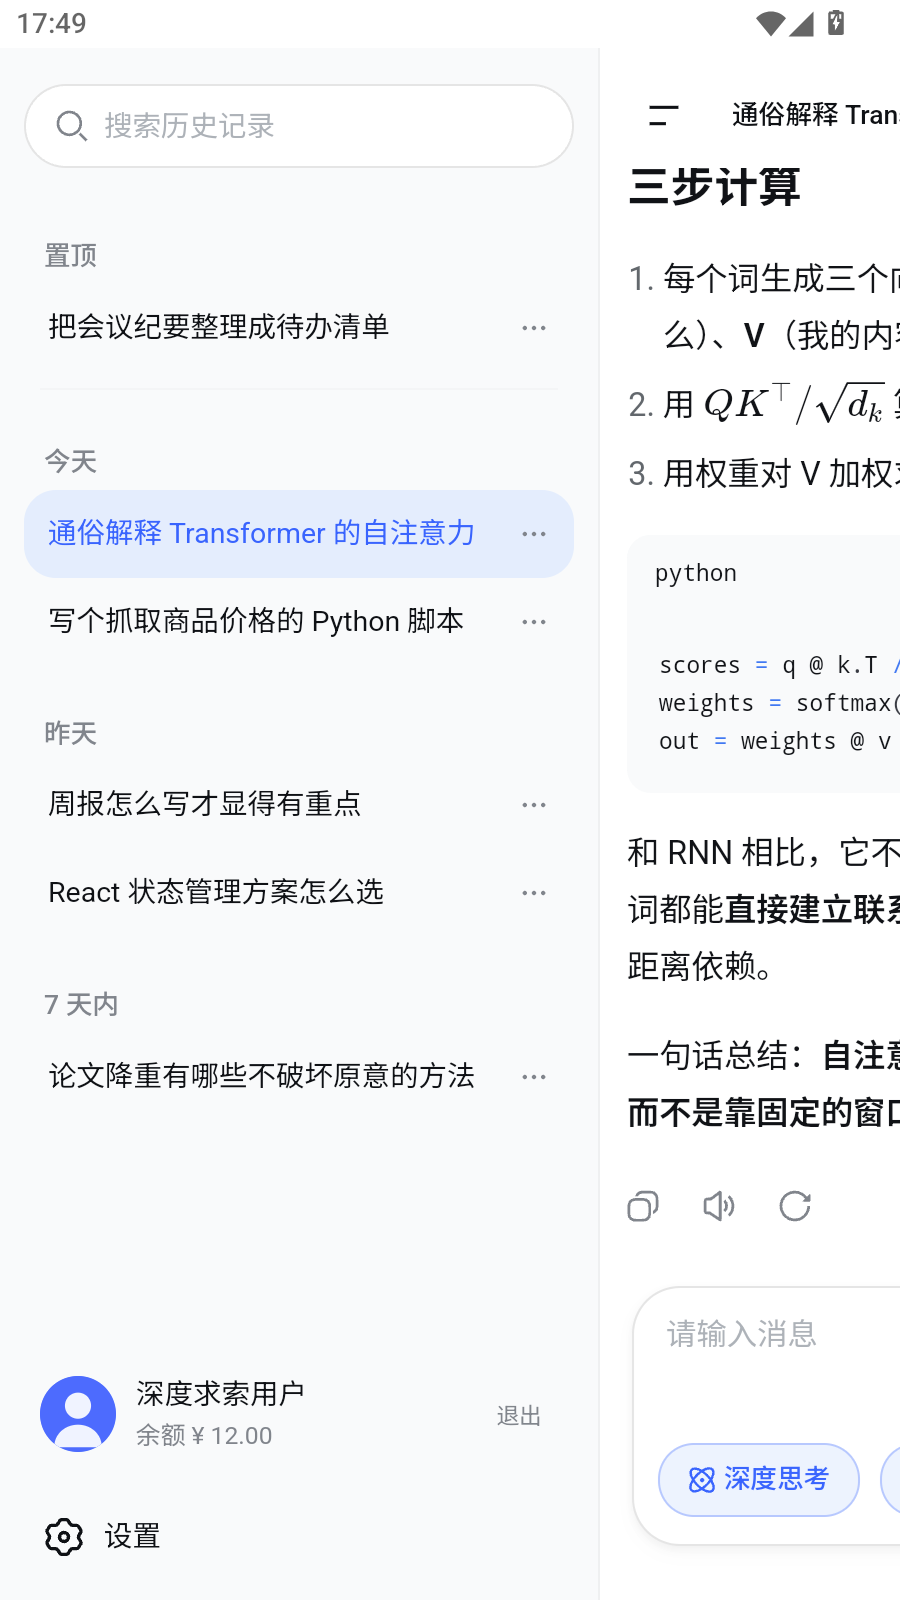 17:49
搜索历史记录
置顶
把会议纪要整理成待办清单
今天
通俗解释 Transformer 的自注意力
写个抓取商品价格的 Python 脚本
昨天
周报怎么写才显得有重点
React 状态管理方案怎么选
7 天内
论文降重有哪些不破坏原意的方法
深度求索用户
余额 ¥ 12.00
退出
设置
通俗解释 Tran
三步计算
1. 每个词生成三个
么)、V（我的内容
2. 用 QK⊤/√dk
3. 用权重对 V 加权
python
scores = q @ k.T /
weights = softmax(
out = weights @ v
和 RNN 相比，它不
词都能直接建立联系
距离依赖。
一句话总结：自注意
而不是靠固定的窗口
请输入消息
深度思考